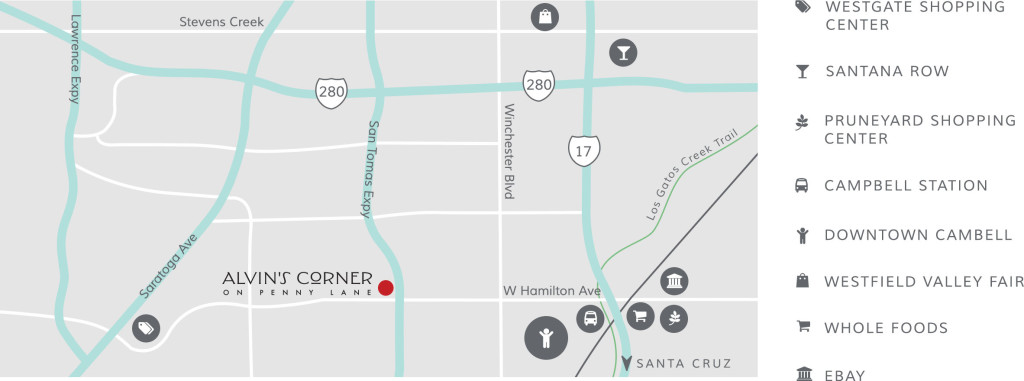 Stevens Creek
Lawrence Expy
280
280
San Tomas Expy
Winchester Blvd
17
Los Gatos Creek Trail
Saratoga Ave
ALVIN'S CORNER
ON PENNY LANE
W Hamilton Ave
SANTA CRUZ
WESTGATE SHOPPING
CENTER
SANTANA ROW
PRUNEYARD SHOPPING
CENTER
CAMPBELL STATION
DOWNTOWN CAMBELL
WESTFIELD VALLEY FAIR
WHOLE FOODS
EBAY